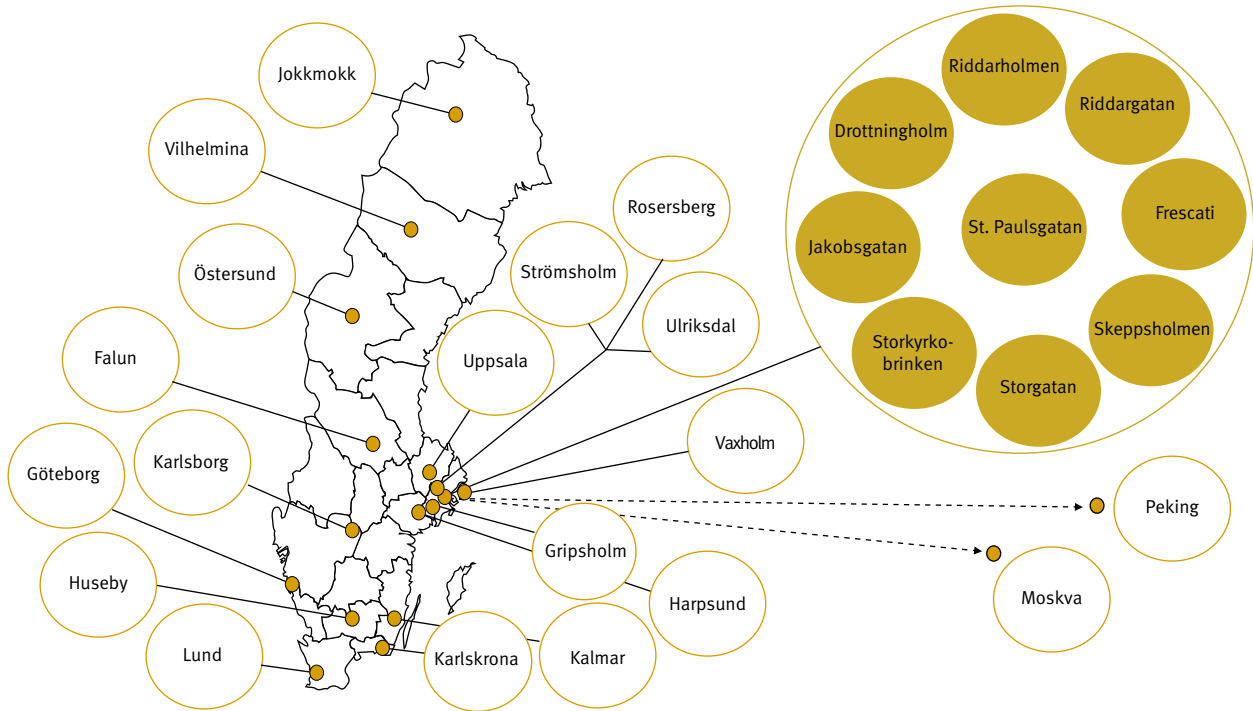 Jokkmokk
Vilhelmina
Östersund
Falun
Göteborg
Karlsborg
Huseby
Lund
Rosersberg
Strömsholm
Ulriksdal
Uppsala
Vaxholm
Gripsholm
Harpsund
Karlskrona
Kalmar
Riddarholmen
Riddargatan
Drottningholm
Frescati
St. Paulsgatan
Jakobsgatan
Skeppsholmen
Storkyrko-
brinken
Storgatan
Peking
Moskva